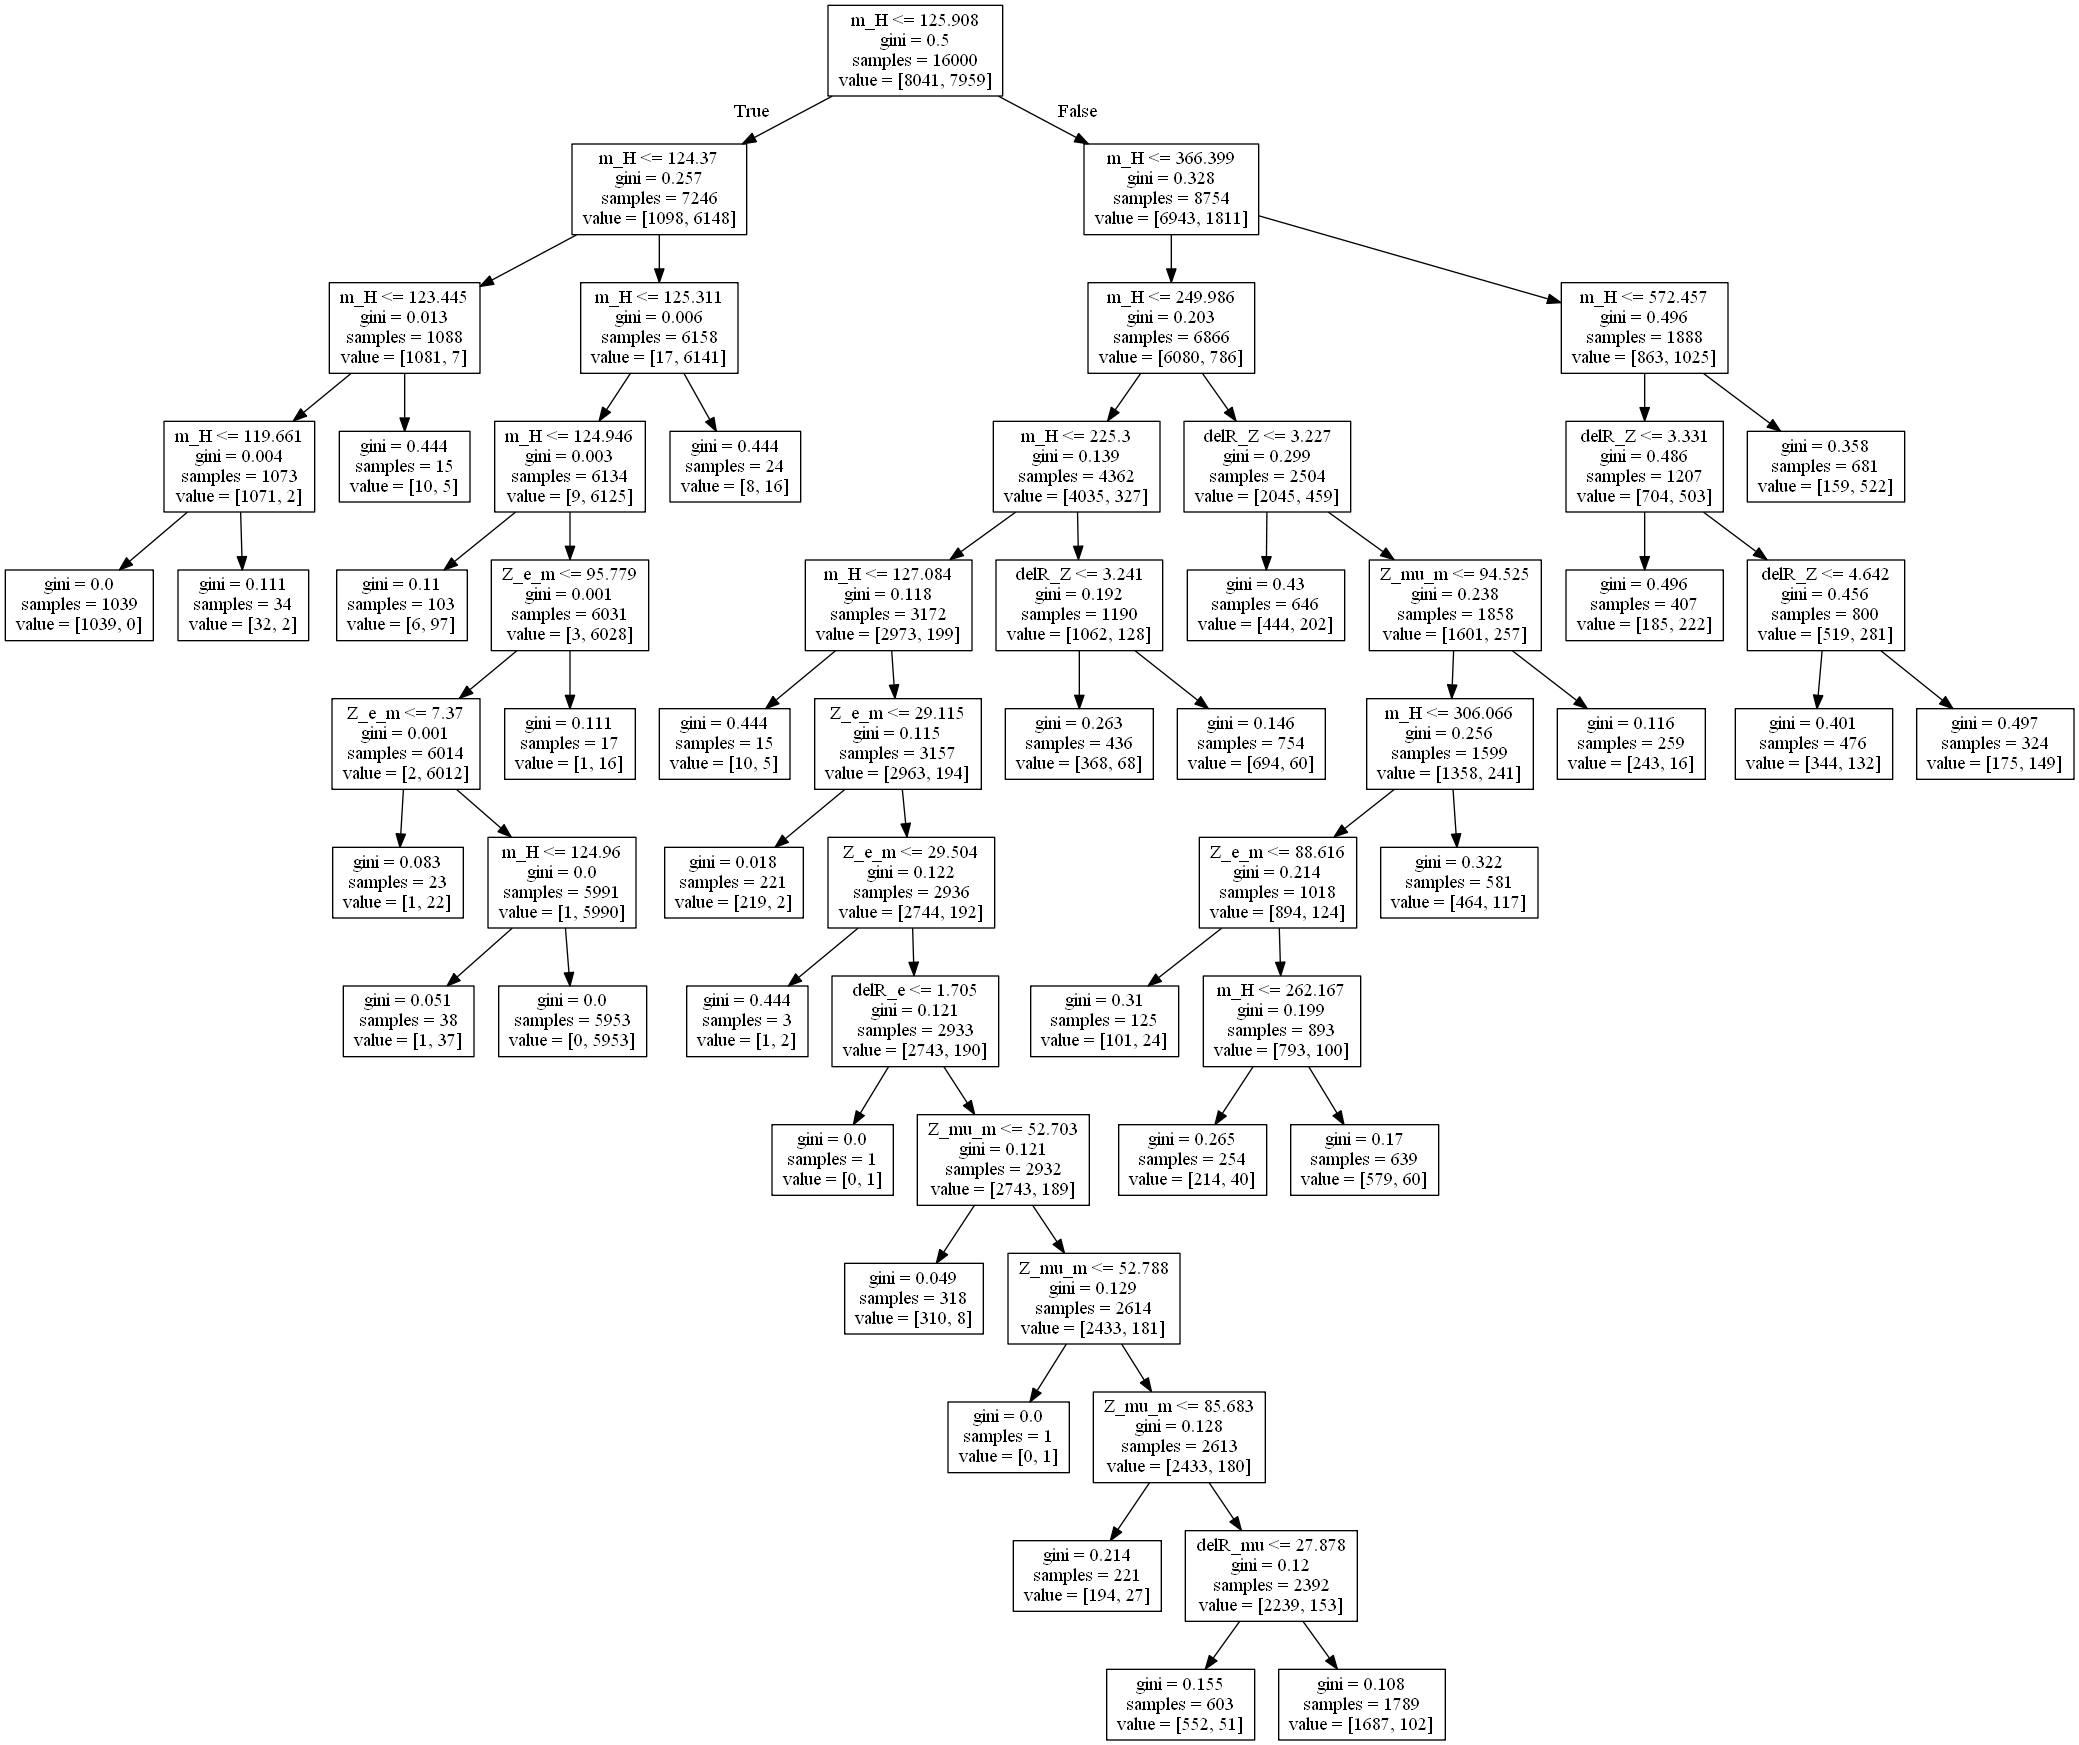 m_H <= 125.908
gini = 0.5
samples = 16000
value = [8041, 7959]
True
False
m_H <= 124.37
gini = 0.257
samples = 7246
value = [1098, 6148]
m_H <= 366.399
gini = 0.328
samples = 8754
value = [6943, 1811]
m_H <= 123.445
gini = 0.013
samples = 1088
value = [1081, 7]
m_H <= 125.311
gini = 0.006
samples = 6158
value = [17, 6141]
m_H <= 249.986
gini = 0.203
samples = 6866
value = [6080, 786]
m_H <= 572.457
gini = 0.496
samples = 1888
value = [863, 1025]
m_H <= 119.661
gini = 0.004
samples = 1073
value = [1071, 2]
gini = 0.444
samples = 15
value = [10, 5]
m_H <= 124.946
gini = 0.003
samples = 6134
value = [9, 6125]
gini = 0.444
samples = 24
value = [8, 16]
m_H <= 225.3
gini = 0.139
samples = 4362
value = [4035, 327]
delR_Z <= 3.227
gini = 0.299
samples = 2504
value = [2045, 459]
delR_Z <= 3.331
gini = 0.486
samples = 1207
value = [704, 503]
gini = 0.358
samples = 681
value = [159, 522]
gini = 0.0
samples = 1039
value = [1039, 0]
gini = 0.111
samples = 34
value = [32, 2]
gini = 0.11
samples = 103
value = [6, 97]
Z_e_m <= 95.779
gini = 0.001
samples = 6031
value = [3, 6028]
m_H <= 127.084
gini = 0.118
samples = 3172
value = [2973, 199]
delR_Z <= 3.241
gini = 0.192
samples = 1190
value = [1062, 128]
gini = 0.43
samples = 646
value = [444, 202]
Z_mu_m <= 94.525
gini = 0.238
samples = 1858
value = [1601, 257]
gini = 0.496
samples = 407
value = [185, 222]
delR_Z <= 4.642
gini = 0.456
samples = 800
value = [519, 281]
Z_e_m <= 7.37
gini = 0.001
samples = 6014
value = [2, 6012]
gini = 0.111
samples = 17
value = [1, 16]
gini = 0.444
samples = 15
value = [10, 5]
Z_e_m <= 29.115
gini = 0.115
samples = 3157
value = [2963, 194]
gini = 0.263
samples = 436
value = [368, 68]
gini = 0.146
samples = 754
value = [694, 60]
m_H <= 306.066
gini = 0.256
samples = 1599
value = [1358, 241]
gini = 0.116
samples = 259
value = [243, 16]
gini = 0.401
samples = 476
value = [344, 132]
gini = 0.497
samples = 324
value = [175, 149]
gini = 0.083
samples = 23
value = [1, 22]
m_H <= 124.96
gini = 0.0
samples = 5991
value = [1, 5990]
gini = 0.018
samples = 221
value = [219, 2]
Z_e_m <= 29.504
gini = 0.122
samples = 2936
value = [2744, 192]
Z_e_m <= 88.616
gini = 0.214
samples = 1018
value = [894, 124]
gini = 0.322
samples = 581
value = [464, 117]
gini = 0.051
samples = 38
value = [1, 37]
gini = 0.0
samples = 5953
value = [0, 5953]
gini = 0.444
samples = 3
value = [1, 2]
delR_e <= 1.705
gini = 0.121
samples = 2933
value = [2743, 190]
gini = 0.31
samples = 125
value = [101, 24]
m_H <= 262.167
gini = 0.199
samples = 893
value = [793, 100]
gini = 0.0
samples = 1
value = [0, 1]
Z_mu_m <= 52.703
gini = 0.121
samples = 2932
value = [2743, 189]
gini = 0.265
samples = 254
value = [214, 40]
gini = 0.17
samples = 639
value = [579, 60]
gini = 0.049
samples = 318
value = [310, 8]
Z_mu_m <= 52.788
gini = 0.129
samples = 2614
value = [2433, 181]
gini = 0.0
samples = 1
value = [0, 1]
Z_mu_m <= 85.683
gini = 0.128
samples = 2613
value = [2433, 180]
gini = 0.214
samples = 221
value = [194, 27]
delR_mu <= 27.878
gini = 0.12
samples = 2392
value = [2239, 153]
gini = 0.155
samples = 603
value = [552, 51]
gini = 0.108
samples = 1789
value = [1687, 102]